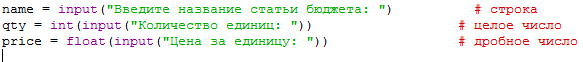 name = input("Введите название статьи бюджета: ") # строка
qty = int(input("Количество единиц: ")) # целое число
price = float(input("Цена за единицу: ")) # дробное число